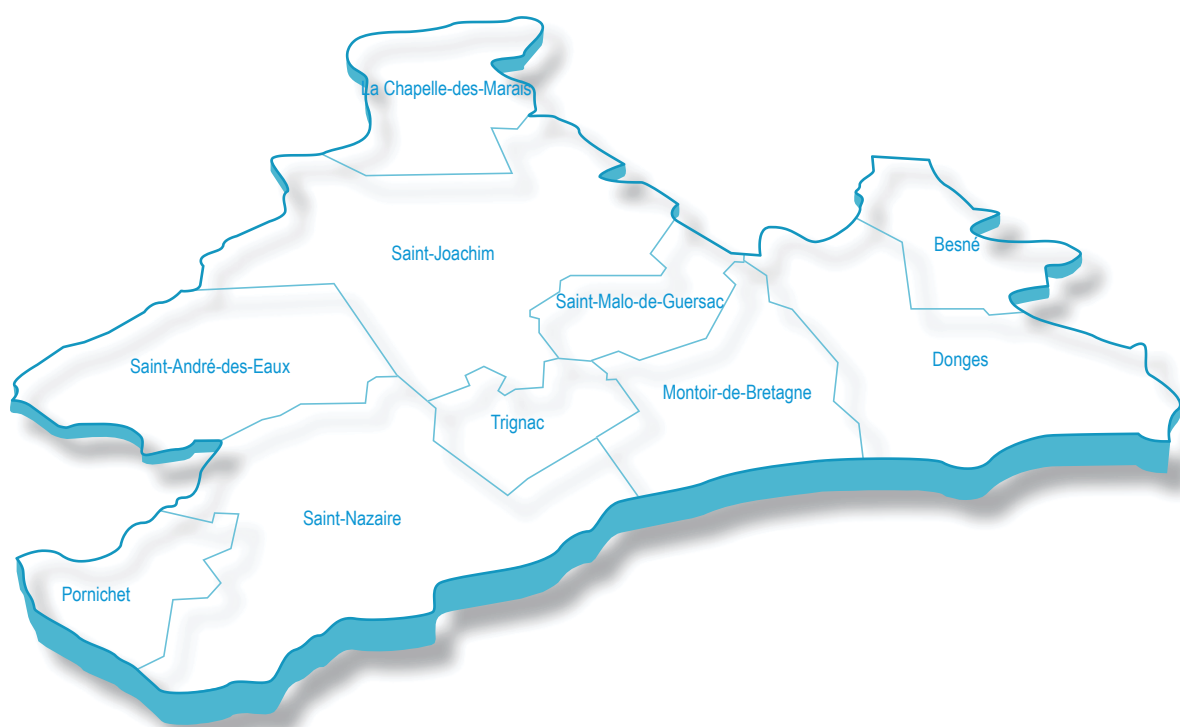 La Chapelle-des-Marais
Besné
Saint-Joachim
Saint-Malo-de-Guersac
Saint-André-des-Eaux
Donges
Montoir-de-Bretagne
Trignac
Saint-Nazaire
Pornichet